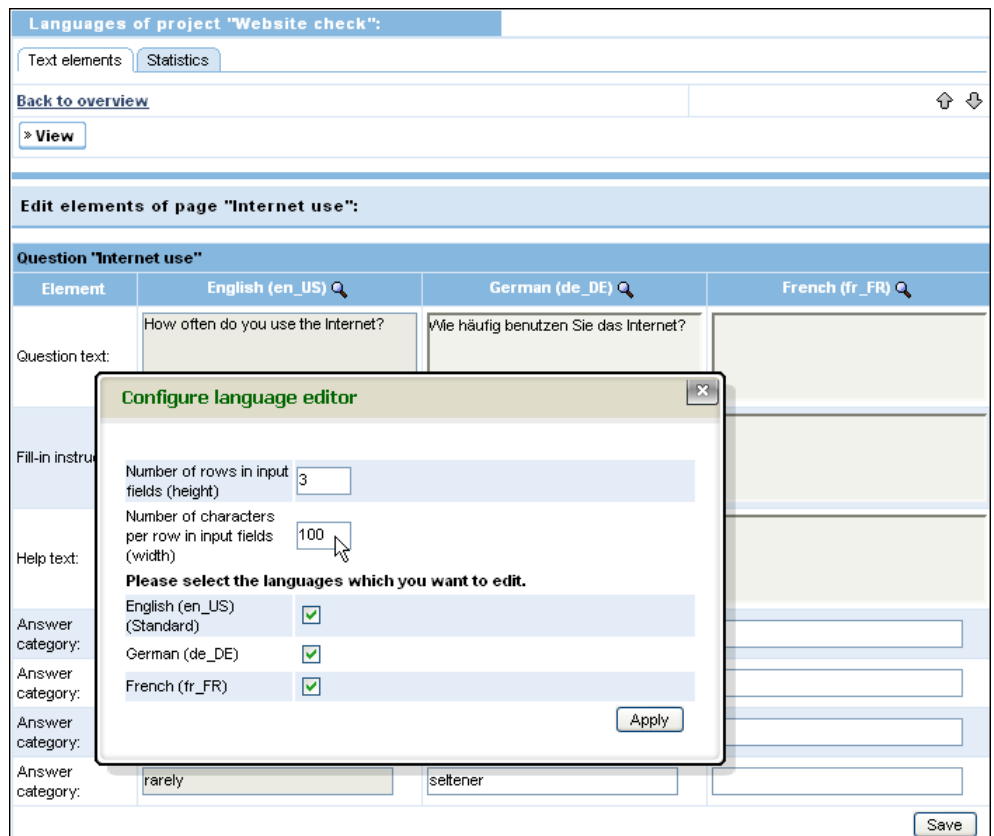 Languages of project "Website check":
Text elements
Statistics
Back to overview
» View
Edit elements of page "Internet use":
Question "Internet use"
Element
English (en_US)
German (de_DE)
French (fr_FR)
Question text:
How often do you use the Internet?
Wie häufig benutzen Sie das Internet?
Configure language editor
Number of rows in input
fields (height)
3
Number of characters
per row in input fields
(width)
100
Please select the languages which you want to edit.
English (en_US)
(Standard)
German (de_DE)
French (fr_FR)
Apply
Fill-in instru
Help text:
Answer
category:
Answer
category:
Answer
category:
Answer
category:
rarely
seltener
Save